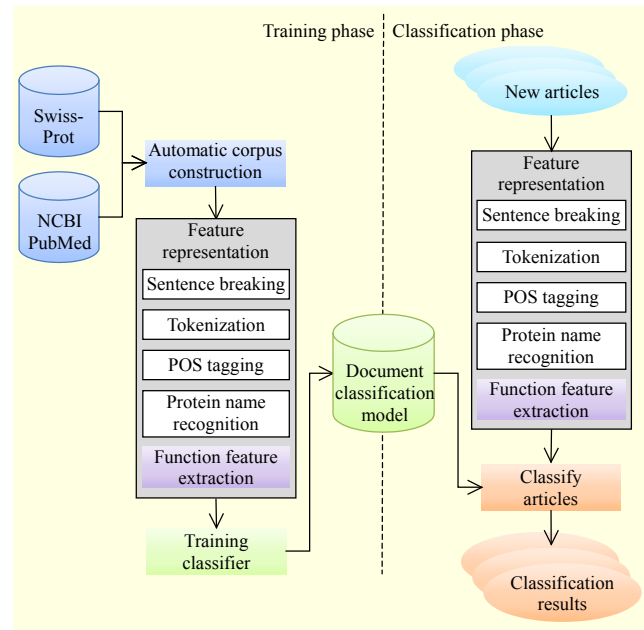 Training phase
Classification phase
Swiss-
Prot
NCBI
PubMed
Automatic corpus
construction
Feature
representation
Sentence breaking
Tokenization
POS tagging
Protein name
recognition
Function feature
extraction
Training
classifier
Document
classification
model
New articles
Feature
representation
Sentence breaking
Tokenization
POS tagging
Protein name
recognition
Function feature
extraction
Classify
articles
Classification
results